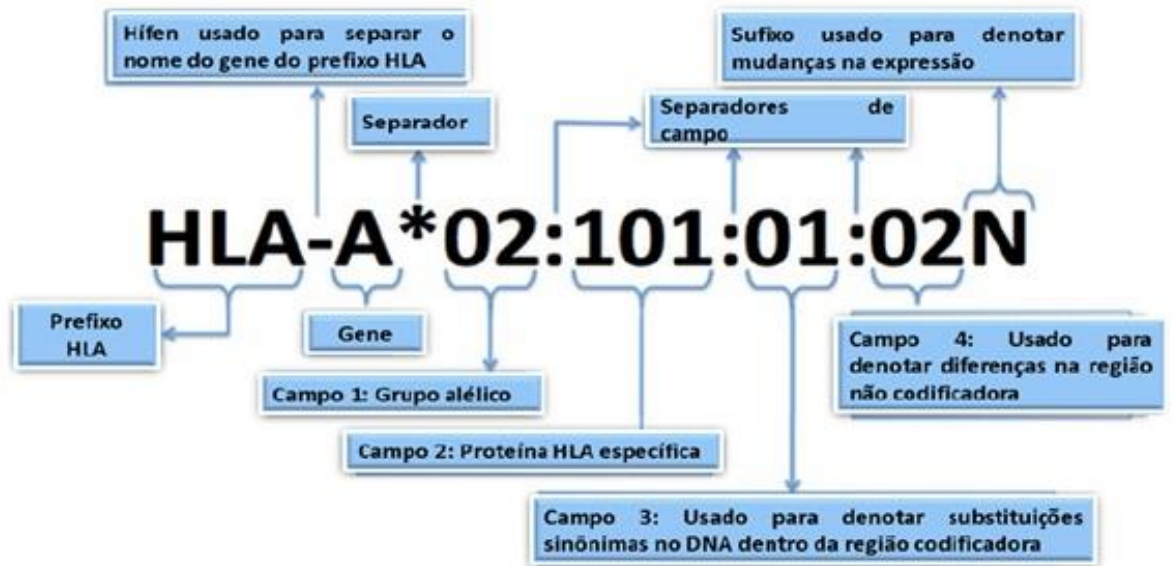 Hífen usado para separar o
nome do gene do prefixo HLA
Sufixo usado para denotar
mudanças na expressão
Separador
Separadores de
campo
HLA-A*02:101:01:02N
Prefixo
HLA
Gene
Campo 1: Grupo alélico
Campo 2: Proteína HLA específica
Campo 3: Usado para denotar substituições
sinônimas no DNA dentro da região codificadora
Campo 4: Usado para
denotar diferenças na região
não codificadora